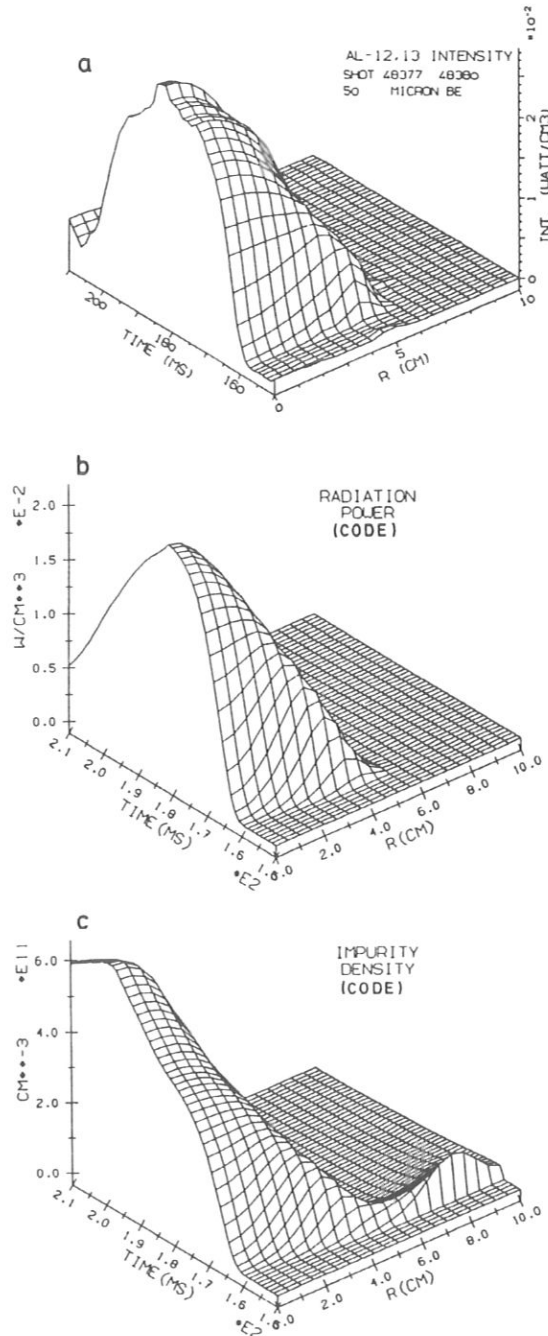 a
AL-12,13 INTENSITY
SHOT 48377 48380
50 MICRON BE
*10⁻²
INT (WATT/CM3)
2
1
0
200
180
160
TIME (MS)
0
5
10
R (CM)
b
RADIATION
POWER
(CODE)
W/CM**3 *E-2
2.0
1.5
1.0
0.5
0.0
2.1
2.0
1.9
1.8
1.7
1.6
TIME(MS)
*E2
0.0
2.0
4.0
6.0
8.0
10.0
R(CM)
c
IMPURITY
DENSITY
(CODE)
CM**-3 *E11
6.0
4.0
2.0
0.0
2.1
2.0
1.9
1.8
1.7
1.6
TIME(MS)
*E2
0.0
2.0
4.0
6.0
8.0
10.0
R(CM)